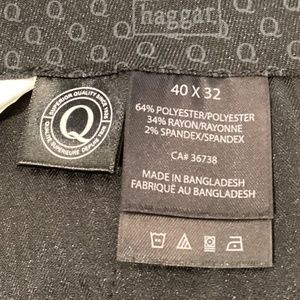 haggar
SUPERIOR QUALITY SINCE 1926
Q
QUALITÉ SUPÉRIEURE DEPUIS 1926
40 X 32
64% POLYESTER/POLYESTER
34% RAYON/RAYONNE
2% SPANDEX/SPANDEX
CA# 36738
MADE IN BANGLADESH
FABRIQUÉ AU BANGLADESH